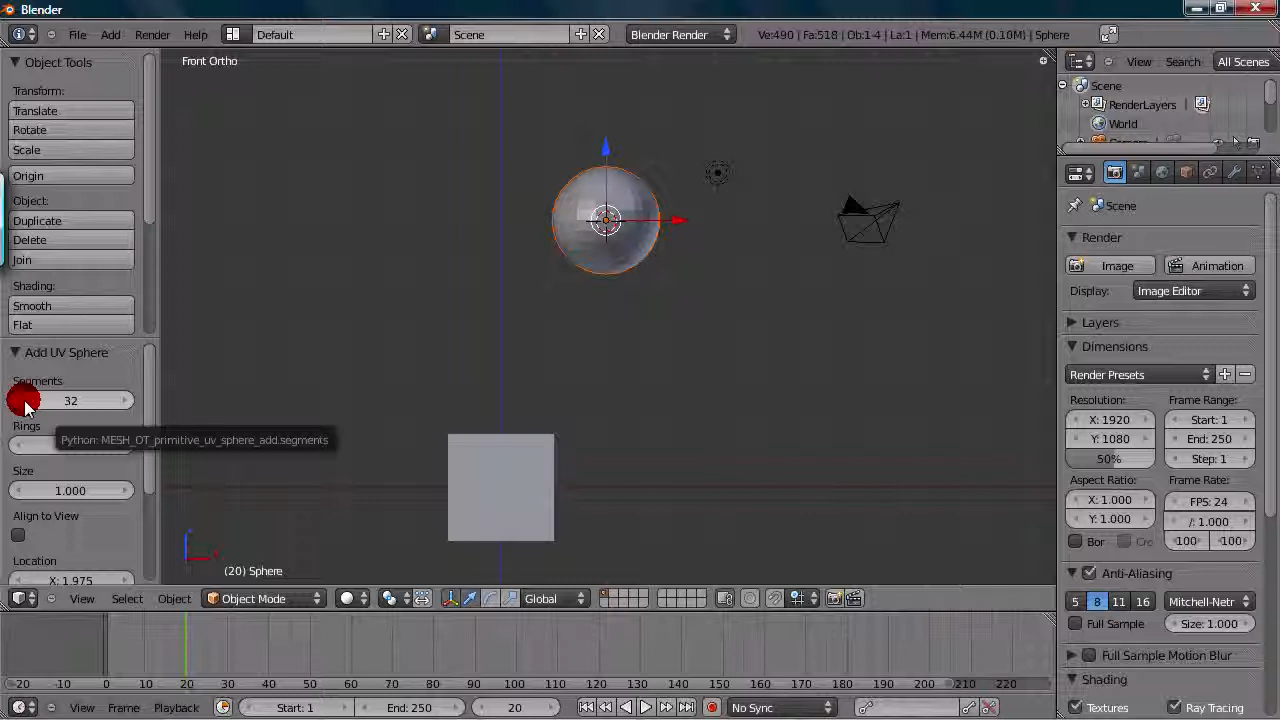 Blender
File Add Render Help Default Scene Blender Render Ve:490 | Fa:518 | Ob:1-4 | La:1 | Mem:6.44M (0.10M) | Sphere
Object Tools
Transform:
Translate
Rotate
Scale
Origin
Object:
Duplicate
Delete
Join
Shading:
Smooth
Flat
Add UV Sphere
Segments
32
Rings
Python: MESH_OT_primitive_uv_sphere_add.segments
Size
1.000
Align to View
Location
X: 1.975
Front Ortho
(20) Sphere
View Select Object Object Mode Global
View Search All Scenes
Scene
RenderLayers
World
Scene
Render
Image Animation
Display: Image Editor
Layers
Dimensions
Render Presets
Resolution: Frame Range:
X: 1920 Start: 1
Y: 1080 End: 250
50% Step: 1
Aspect Ratio: Frame Rate:
X: 1.000 FPS: 24
Y: 1.000 /: 1.000
Bor Cro 100 100
Anti-Aliasing
5 8 11 16 Mitchell-Netr
Full Sample Size: 1.000
Full Sample Motion Blur
Shading
Textures Ray Tracing
-20 -10 0 10 20 30 40 50 60 70 80 90 100 110 120 130 140 150 160 170 180 190 200 210 220
View Frame Playback Start: 1 End: 250 20 No Sync